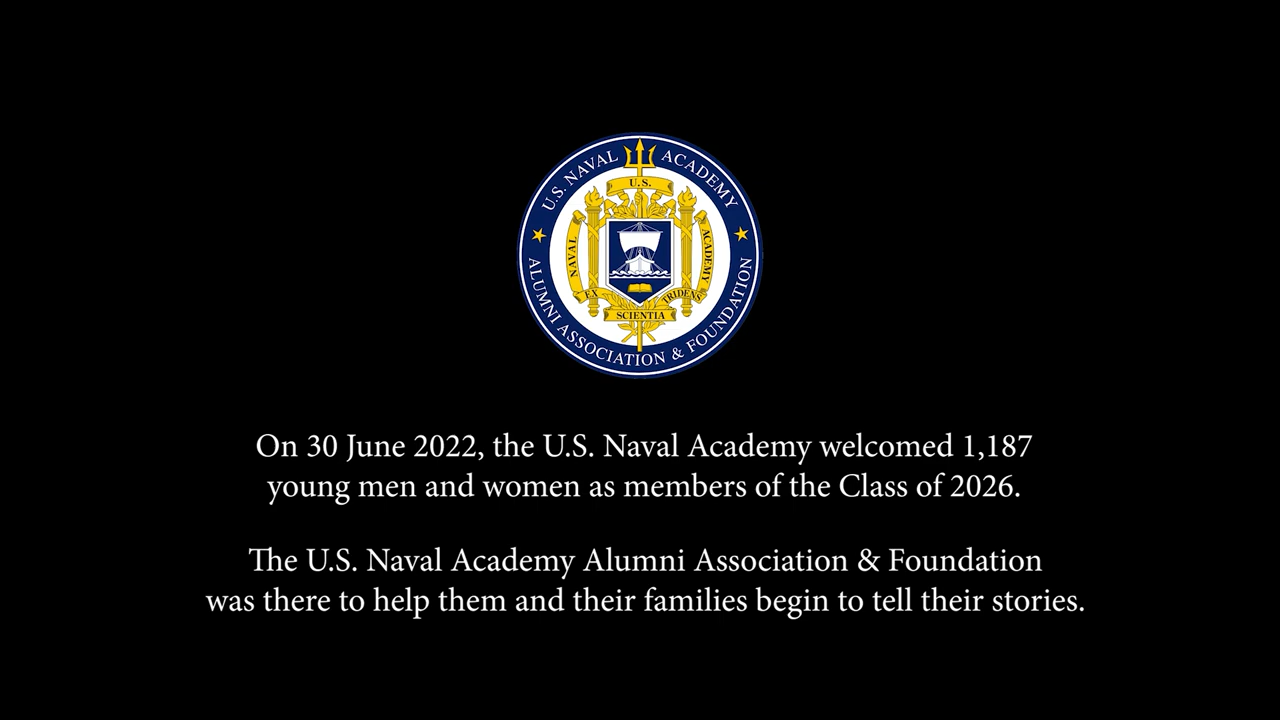 U.S. NAVAL ACADEMY
U.S.
NAVAL
ACADEMY
EX
TRIDENS
SCIENTIA
ALUMNI ASSOCIATION & FOUNDATION
On 30 June 2022, the U.S. Naval Academy welcomed 1,187
young men and women as members of the Class of 2026.
The U.S. Naval Academy Alumni Association & Foundation
was there to help them and their families begin to tell their stories.